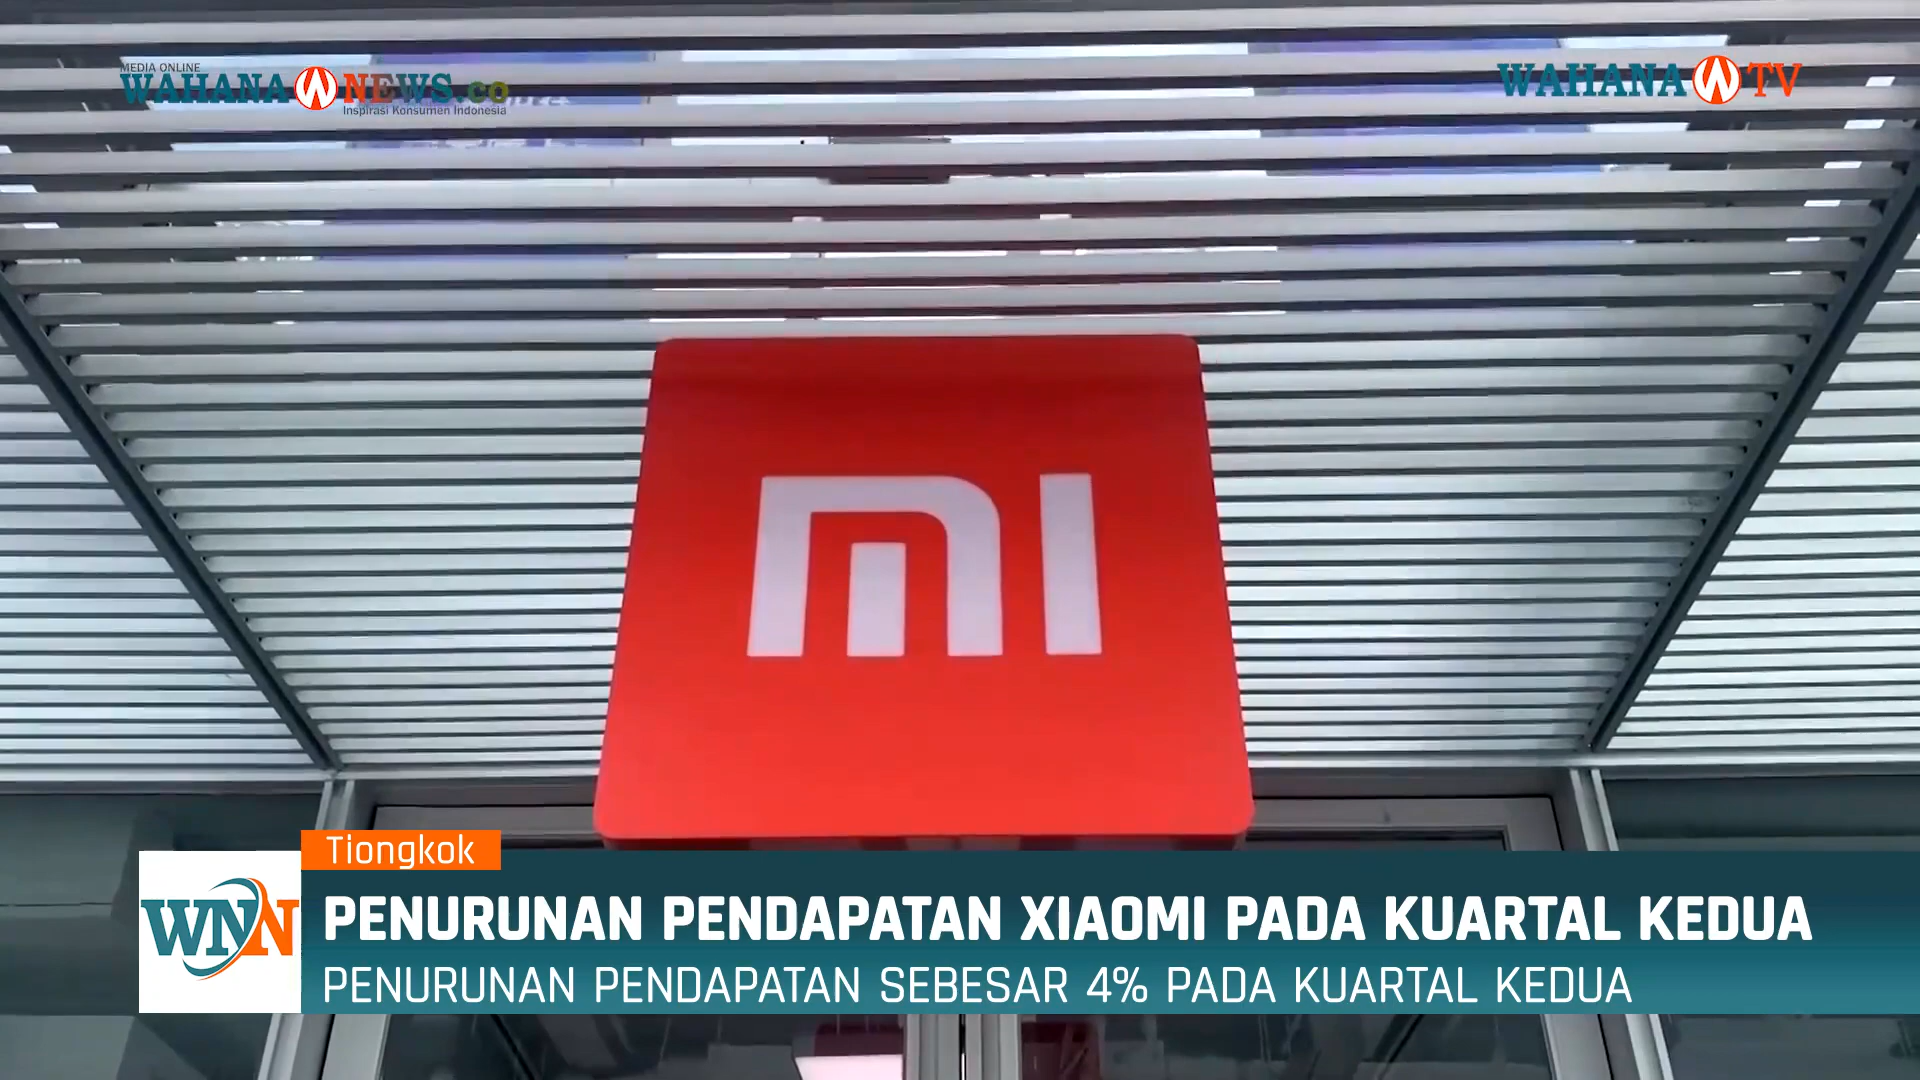 MEDIA ONLINE
WAHANA NEWS.co
Inspirasi Konsumen Indonesia
WAHANA TV
mi
Tiongkok
WNN
PENURUNAN PENDAPATAN XIAOMI PADA KUARTAL KEDUA
PENURUNAN PENDAPATAN SEBESAR 4% PADA KUARTAL KEDUA